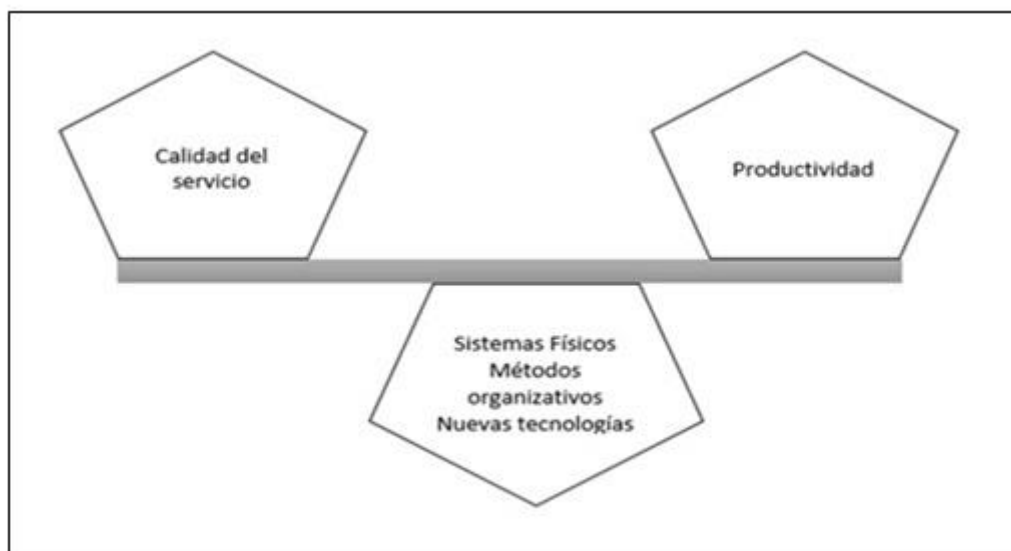 Calidad del
servicio
Productividad
Sistemas Físicos
Métodos
organizativos
Nuevas tecnologías